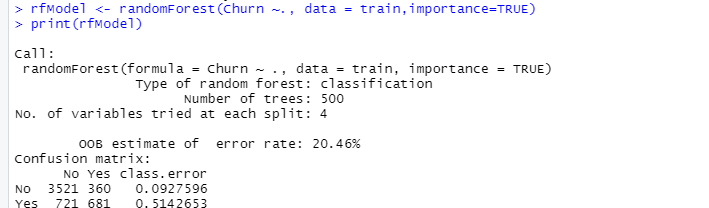 > rfModel <- randomForest(Churn ~., data = train,importance=TRUE)
> print(rfModel)
Call:
randomForest(formula = Churn ~ ., data = train, importance = TRUE)
Type of random forest: classification
Number of trees: 500
No. of variables tried at each split: 4
OOB estimate of  error rate: 20.46%
Confusion matrix:
No Yes class.error
No  3521 360   0.0927596
Yes  721 681   0.5142653